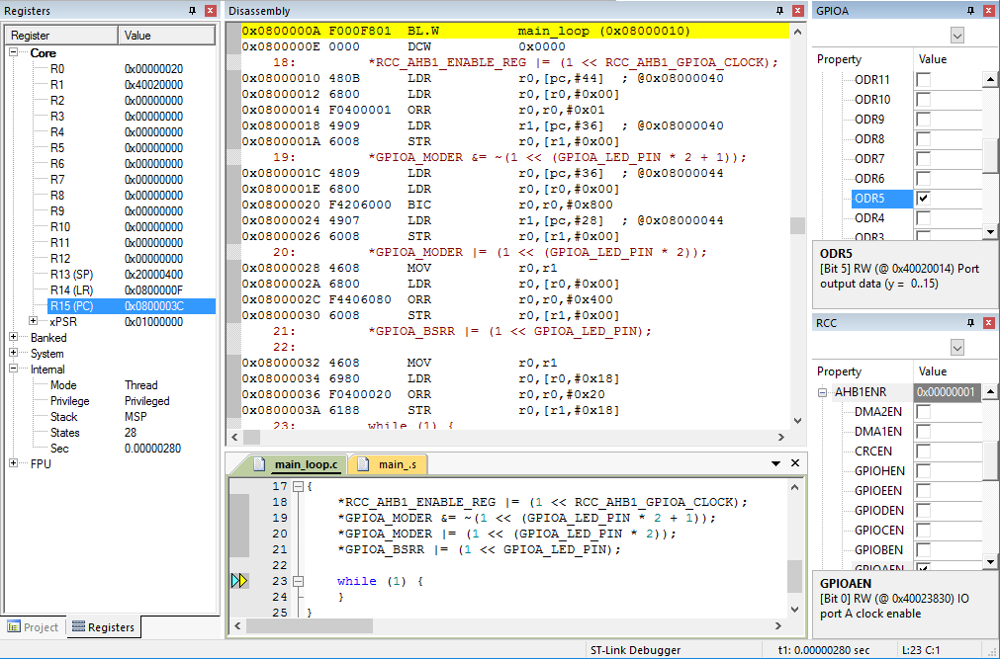 Registers
Register Value
Core
R0 0x00000020
R1 0x40020000
R2 0x00000000
R3 0x00000000
R4 0x00000000
R5 0x00000000
R6 0x00000000
R7 0x00000000
R8 0x00000000
R9 0x00000000
R10 0x00000000
R11 0x00000000
R12 0x00000000
R13 (SP) 0x20000400
R14 (LR) 0x0800000F
R15 (PC) 0x0800003C
xPSR 0x01000000
Banked
System
Internal
Mode Thread
Privilege Privileged
Stack MSP
States 28
Sec 0.00000280
FPU
Project Registers
Disassembly
0x0800000A F000F801 BL.W main_loop (0x08000010)
0x0800000E 0000 DCW 0x0000
18: *RCC_AHB1_ENABLE_REG |= (1 << RCC_AHB1_GPIOA_CLOCK);
0x08000010 480B LDR r0,[pc,#44] ; @0x08000040
0x08000012 6800 LDR r0,[r0,#0x00]
0x08000014 F0400001 ORR r0,r0,#0x01
0x08000018 4909 LDR r1,[pc,#36] ; @0x08000040
0x0800001A 6008 STR r0,[r1,#0x00]
19: *GPIOA_MODER &= ~(1 << (GPIOA_LED_PIN * 2 + 1));
0x0800001C 4809 LDR r0,[pc,#36] ; @0x08000044
0x0800001E 6800 LDR r0,[r0,#0x00]
0x08000020 F4206000 BIC r0,r0,#0x800
0x08000024 4907 LDR r1,[pc,#28] ; @0x08000044
0x08000026 6008 STR r0,[r1,#0x00]
20: *GPIOA_MODER |= (1 << (GPIOA_LED_PIN * 2));
0x08000028 4608 MOV r0,r1
0x0800002A 6800 LDR r0,[r0,#0x00]
0x0800002C F4406080 ORR r0,r0,#0x400
0x08000030 6008 STR r0,[r1,#0x00]
21: *GPIOA_BSRR |= (1 << GPIOA_LED_PIN);
22:
0x08000032 4608 MOV r0,r1
0x08000034 6980 LDR r0,[r0,#0x18]
0x08000036 F0400020 ORR r0,r0,#0x20
0x0800003A 6188 STR r0,[r1,#0x18]
23: while (1) {
main_loop.c main_.s
17 {
18 *RCC_AHB1_ENABLE_REG |= (1 << RCC_AHB1_GPIOA_CLOCK);
19 *GPIOA_MODER &= ~(1 << (GPIOA_LED_PIN * 2 + 1));
20 *GPIOA_MODER |= (1 << (GPIOA_LED_PIN * 2));
21 *GPIOA_BSRR |= (1 << GPIOA_LED_PIN);
22
23 while (1) {
24 }
25 }
GPIOA
Property Value
ODR11
ODR10
ODR9
ODR8
ODR7
ODR6
ODR5
ODR4
ODR3
ODR5
[Bit 5] RW (@ 0x40020014) Port
output data (y = 0..15)
RCC
Property Value
AHB1ENR 0x00000001
DMA2EN
DMA1EN
CRCEN
GPIOHEN
GPIOEEN
GPIODEN
GPIOCEN
GPIOBEN
GPIOAEN
GPIOAEN
[Bit 0] RW (@ 0x40023830) IO
port A clock enable
ST-Link Debugger t1: 0.00000280 sec L:23 C:1